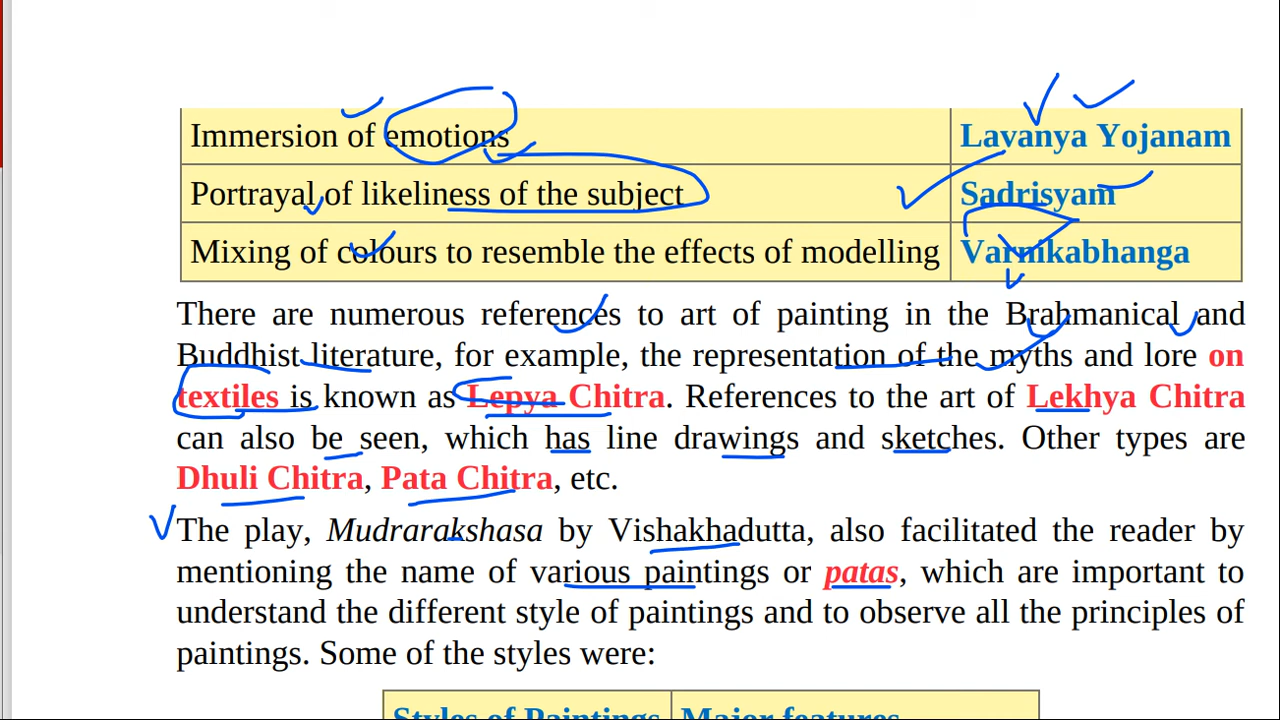 Immersion of emotions Lavanya Yojanam
Portrayal of likeliness of the subject Sadrisyam
Mixing of colours to resemble the effects of modelling Varnikabhanga
There are numerous references to art of painting in the Brahmanical and
Buddhist literature, for example, the representation of the myths and lore on
textiles is known as Lepya Chitra. References to the art of Lekhya Chitra
can also be seen, which has line drawings and sketches. Other types are
Dhuli Chitra, Pata Chitra, etc.
The play, Mudrarakshasa by Vishakhadutta, also facilitated the reader by
mentioning the name of various paintings or patas, which are important to
understand the different style of paintings and to observe all the principles of
paintings. Some of the styles were:
Styles of Paintings Major features